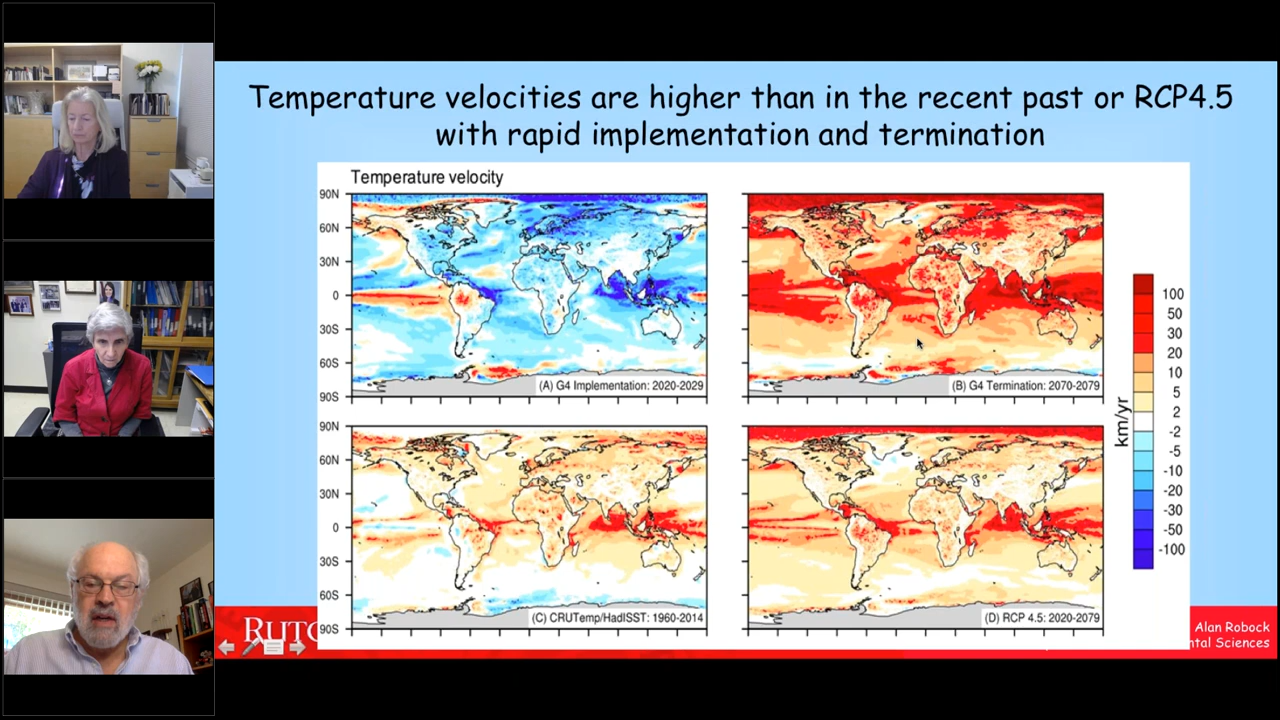 Temperature velocities are higher than in the recent past or RCP4.5
with rapid implementation and termination
Temperature velocity
90N
60N
30N
0
30S
60S
90S
(A) G4 Implementation: 2020-2029
(B) G4 Termination: 2070-2079
90N
60N
30N
0
30S
60S
90S
(C) CRUTemp/HadISST: 1960-2014
(D) RCP 4.5: 2020-2079
km/yr
100
50
30
20
10
5
2
-2
-5
-10
-20
-30
-50
-100
Alan Robock
Sciences